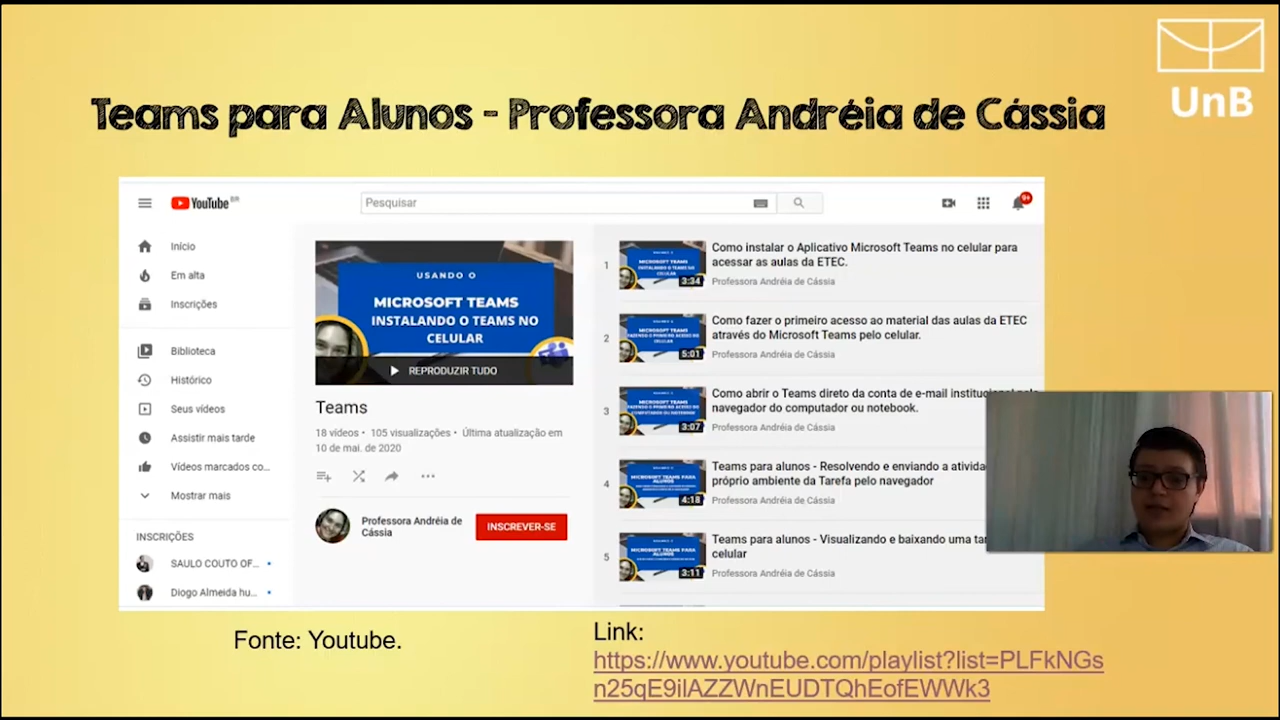 UnB
Teams para Alunos - Professora Andréia de Cássia
YouTube BR
Pesquisar
9+
Início
Em alta
Inscrições
Biblioteca
Histórico
Seus vídeos
Assistir mais tarde
Vídeos marcados co...
Mostrar mais
INSCRIÇÕES
SAULO COUTO OF...
Diogo Almeida hu...
USANDO O
MICROSOFT TEAMS
INSTALANDO O TEAMS NO
CELULAR
REPRODUZIR TUDO
Teams
18 vídeos • 105 visualizações • Última atualização em
10 de mai. de 2020
Professora Andréia de
Cássia
INSCREVER-SE
1
3:34
Como instalar o Aplicativo Microsoft Teams no celular para
acessar as aulas da ETEC.
Professora Andréia de Cássia
2
5:01
Como fazer o primeiro acesso ao material das aulas da ETEC
através do Microsoft Teams pelo celular.
Professora Andréia de Cássia
3
3:07
Como abrir o Teams direto da conta de e-mail institucional
navegador do computador ou notebook.
Professora Andréia de Cássia
4
4:18
Teams para alunos - Resolvendo e enviando a ativida
próprio ambiente da Tarefa pelo navegador
Professora Andréia de Cássia
5
3:11
Teams para alunos - Visualizando e baixando uma ta
celular
Professora Andréia de Cássia
Fonte: Youtube.
Link:
https://www.youtube.com/playlist?list=PLFkNGs
n25qE9ilAZZWnEUDTQhEofEWWk3